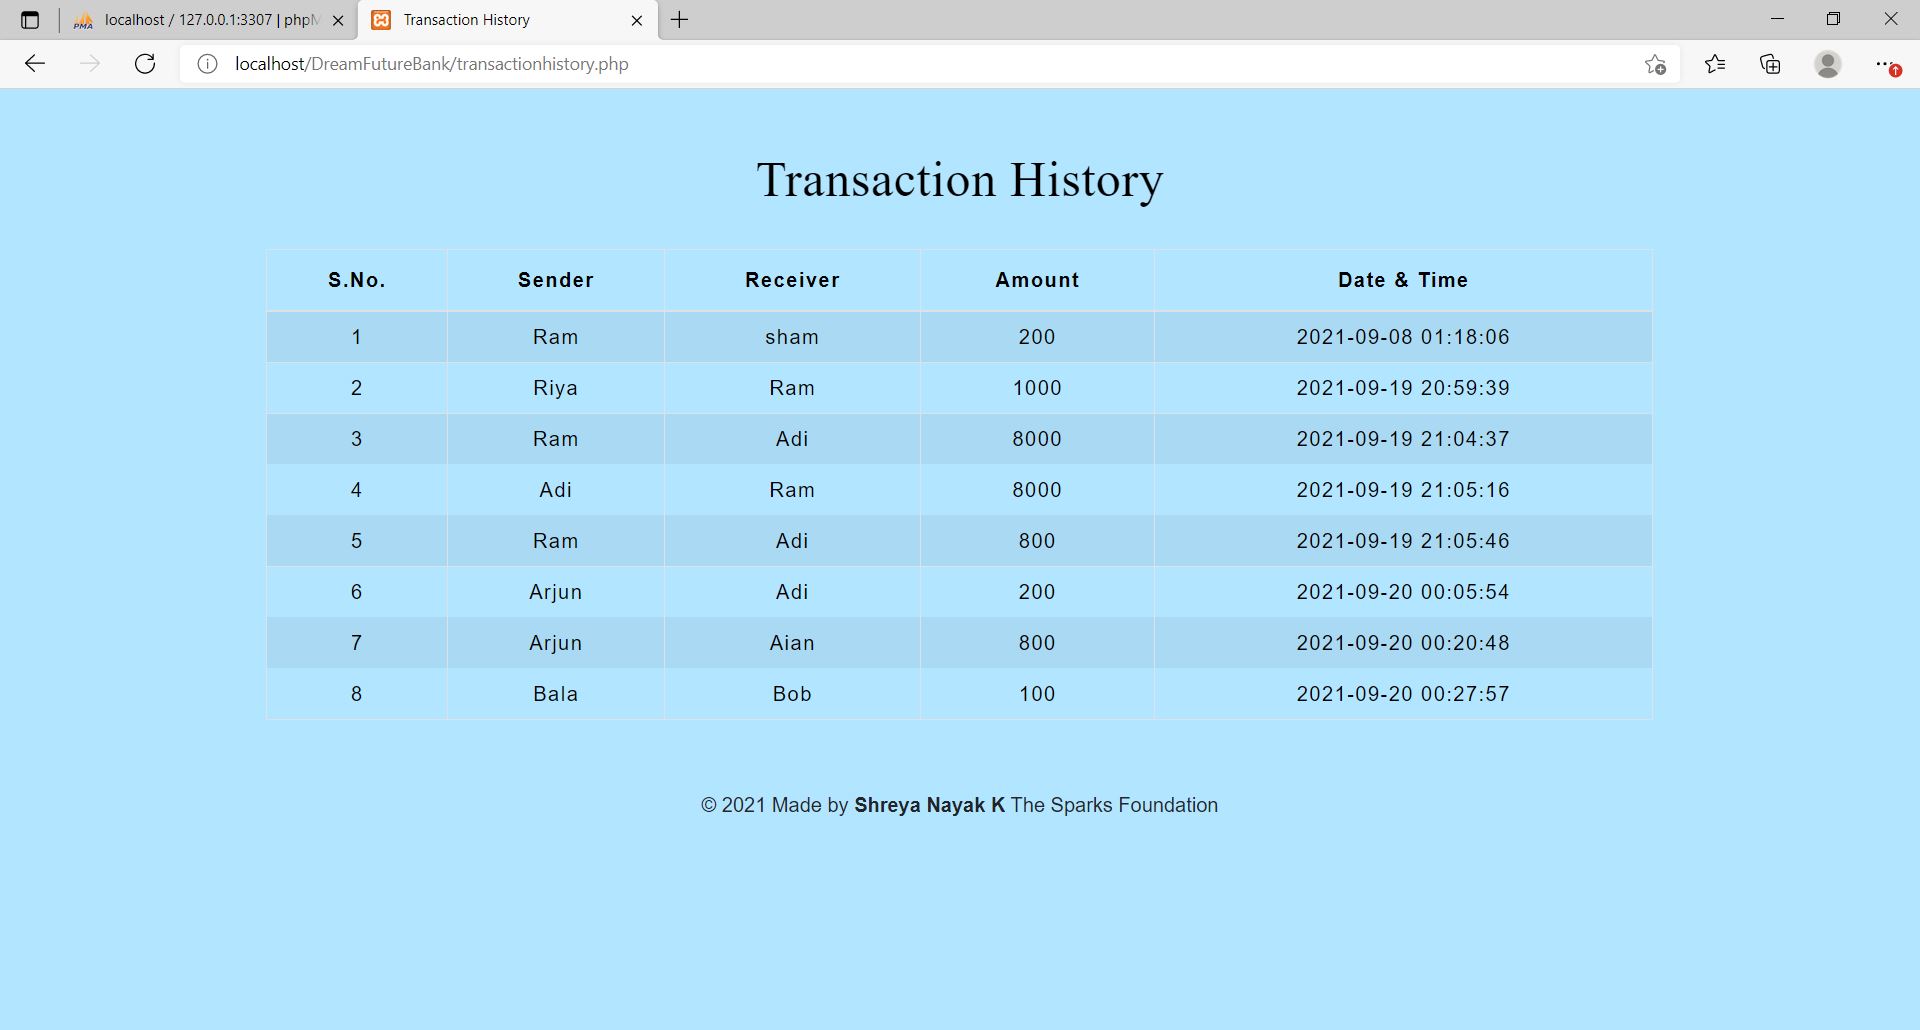 localhost / 127.0.0.1:3307 | phpM
Transaction History
localhost/DreamFutureBank/transactionhistory.php
Transaction History
S.No. Sender Receiver Amount Date & Time
1 Ram sham 200 2021-09-08 01:18:06
2 Riya Ram 1000 2021-09-19 20:59:39
3 Ram Adi 8000 2021-09-19 21:04:37
4 Adi Ram 8000 2021-09-19 21:05:16
5 Ram Adi 800 2021-09-19 21:05:46
6 Arjun Adi 200 2021-09-20 00:05:54
7 Arjun Aian 800 2021-09-20 00:20:48
8 Bala Bob 100 2021-09-20 00:27:57
© 2021 Made by Shreya Nayak K The Sparks Foundation